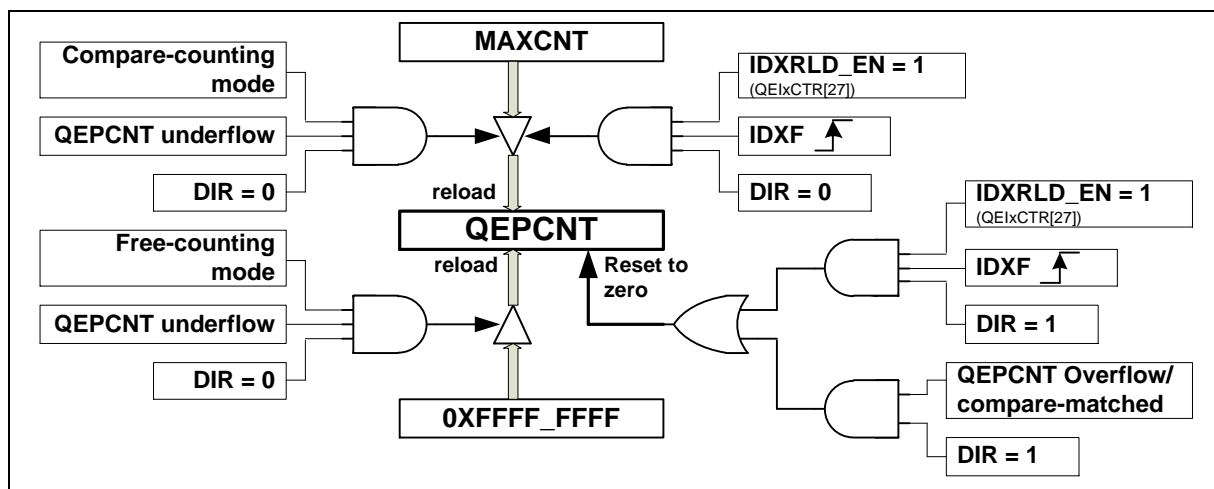 MAXCNT
Compare-counting
mode
QEPCNT underflow
DIR = 0
IDXRLD_EN = 1
(QEIxCTR[27])
IDXF
DIR = 0
reload
QEPCNT
reload
Reset to
zero
Free-counting
mode
QEPCNT underflow
DIR = 0
0XFFFF_FFFF
IDXRLD_EN = 1
(QEIxCTR[27])
IDXF
DIR = 1
QEPCNT Overflow/
compare-matched
DIR = 1